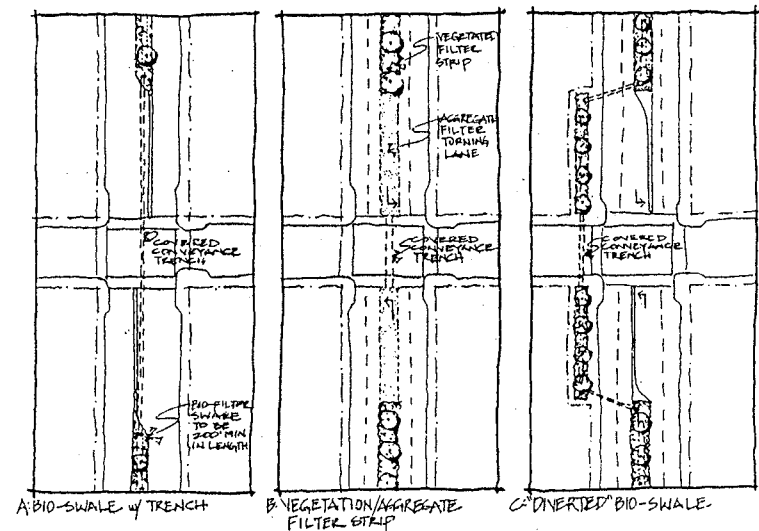 COVERED
CONVEYANCE
TRENCH
BIO-FILTER
SWALE
TO BE
200' MIN
IN LENGTH
A: BIO-SWALE w/ TRENCH
VEGETATED
FILTER
STRIP
AGGREGATE
FILTER
TURNING
LANE
COVERED
CONVEYANCE
TRENCH
B: VEGETATION/AGGREGATE
FILTER STRIP
COVERED
CONVEYANCE
TRENCH
C: "DIVERTED" BIO-SWALE